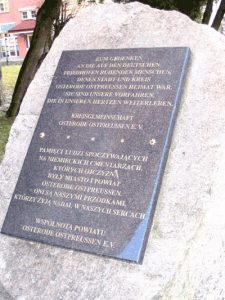 ZUM GEDENKEN
AN DIE AUF DEN DEUTSCHEN
FRIEDHÖFEN RUHENDEN MENSCHEN,
DENEN STADT UND KREIS
OSTERODE OSTPREUSSEN HEIMAT WAR.
SIE SIND UNSERE VORFAHREN,
DIE IN UNSEREN HERTZEN WEITERLEBEN.
KREISGEMEINSCHAFT
OSTERODE OSTPREUSSEN E.V.
PAMIĘCI LUDZI SPOCZYWAJĄCYCH
NA NIEMIECKICH CMENTARZACH
KTÓRYCH OJCZYZNĄ
BYŁY MIASTO I POWIAT
OSTERODE OSTPREUSSEN.
ONI SĄ NASZYMI PRZODKAMI,
KTÓRZY ŻYJĄ NADAL W NASZYCH SERCACH
WSPÓLNOTA POWIATU
OSTERODE OSTPREUSSEN E.V